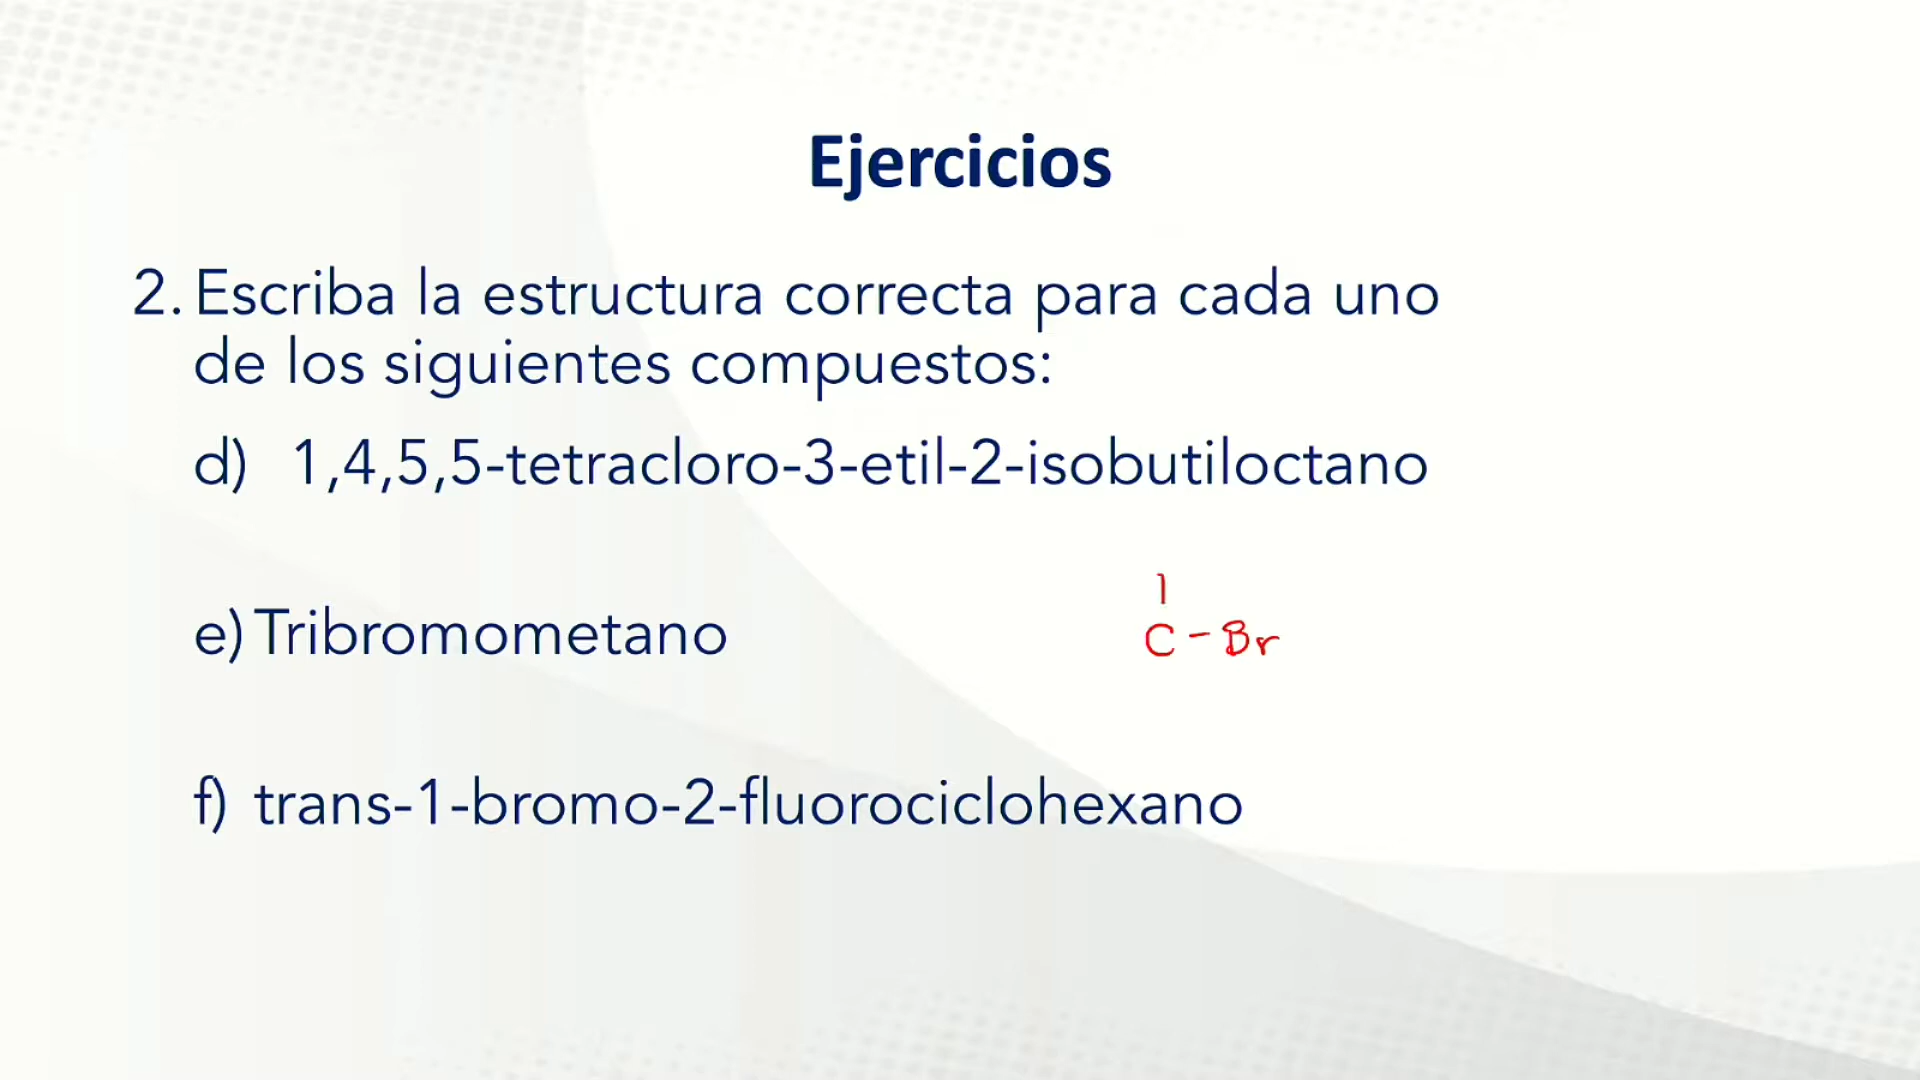 Ejercicios
2. Escriba la estructura correcta para cada uno
de los siguientes compuestos:
d) 1,4,5,5-tetracloro-3-etil-2-isobutiloctano
1
e) Tribromometano
C - Br
f) trans-1-bromo-2-fluorociclohexano